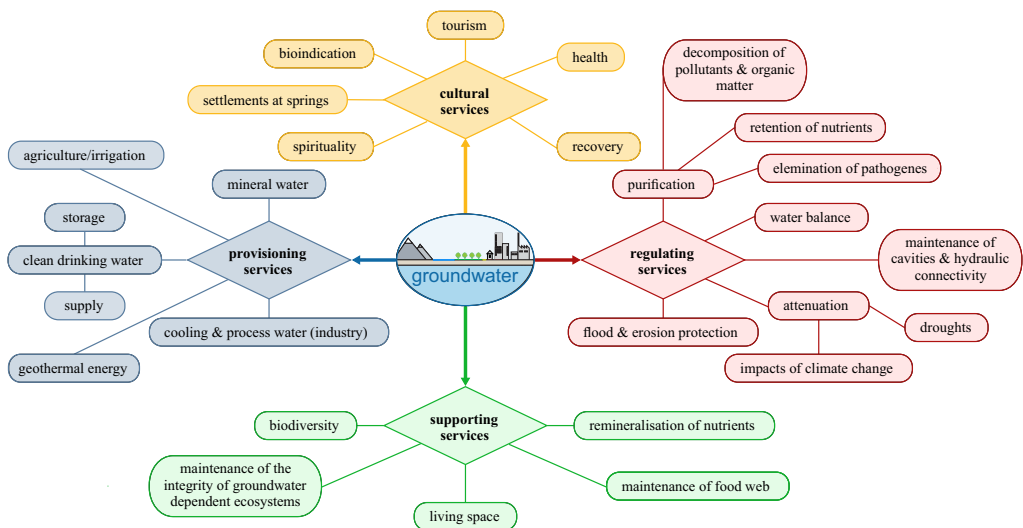 tourism
bioindication
health
cultural
services
settlements at springs
spirituality
recovery
decomposition of
pollutants & organic
matter
retention of nutrients
elemination of pathogenes
purification
water balance
regulating
services
maintenance of
cavities & hydraulic
connectivity
attenuation
droughts
flood & erosion protection
impacts of climate change
agriculture/irrigation
mineral water
storage
clean drinking water
supply
provisioning
services
cooling & process water (industry)
geothermal energy
groundwater
biodiversity
supporting
services
remineralisation of nutrients
maintenance of the
integrity of groundwater
dependent ecosystems
living space
maintenance of food web